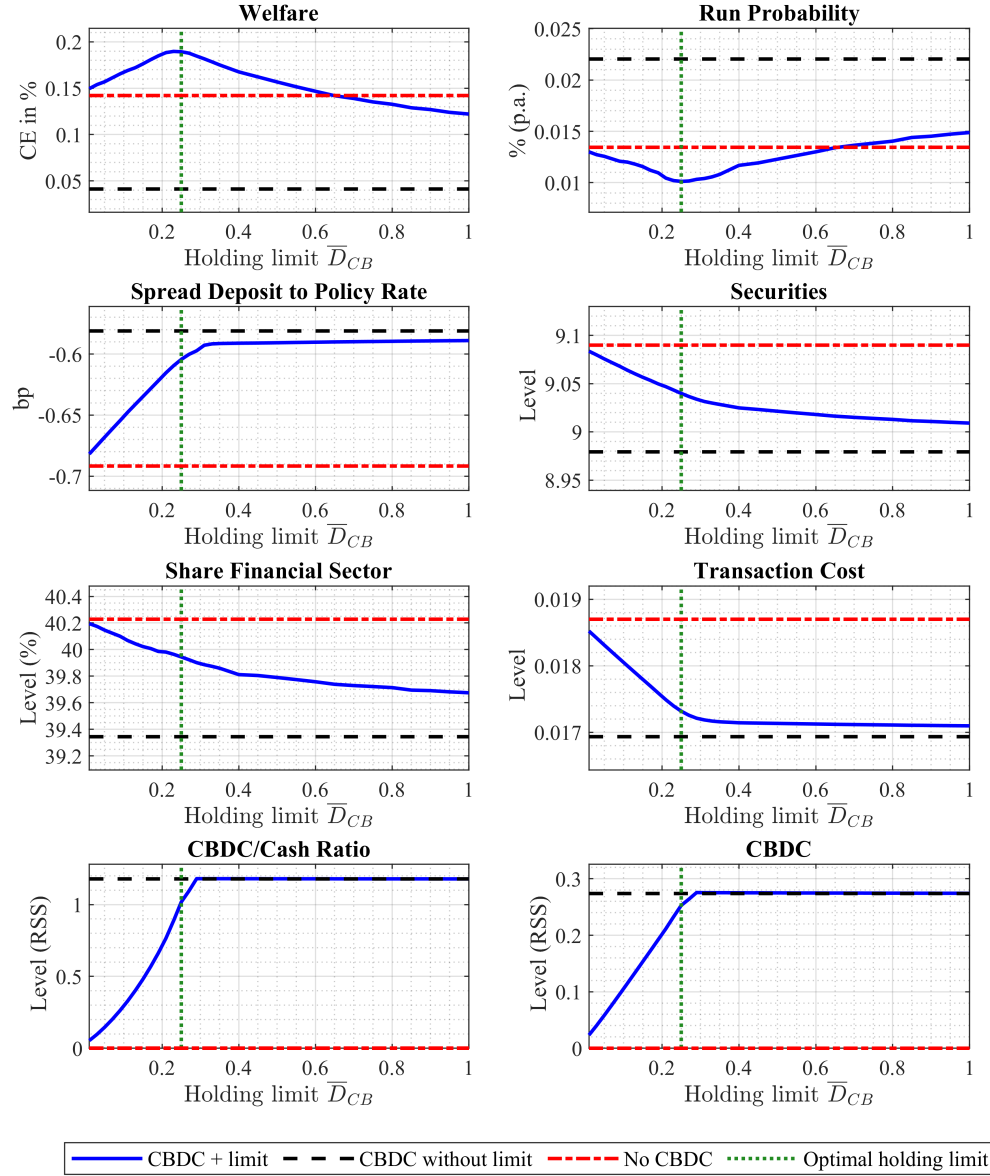 Welfare
CE in %
0.2
0.15
0.1
0.05
0.2 0.4 0.6 0.8 1
Holding limit D̅_CB
Run Probability
% (p.a.)
0.025
0.02
0.015
0.01
0.2 0.4 0.6 0.8 1
Holding limit D̅_CB
Spread Deposit to Policy Rate
bp
-0.6
-0.65
-0.7
0.2 0.4 0.6 0.8 1
Holding limit D̅_CB
Securities
Level
9.1
9.05
9
8.95
0.2 0.4 0.6 0.8 1
Holding limit D̅_CB
Share Financial Sector
Level (%)
40.4
40.2
40
39.8
39.6
39.4
39.2
0.2 0.4 0.6 0.8 1
Holding limit D̅_CB
Transaction Cost
Level
0.019
0.018
0.017
0.2 0.4 0.6 0.8 1
Holding limit D̅_CB
CBDC/Cash Ratio
Level (RSS)
1
0.5
0
0.2 0.4 0.6 0.8 1
Holding limit D̅_CB
CBDC
Level (RSS)
0.3
0.2
0.1
0
0.2 0.4 0.6 0.8 1
Holding limit D̅_CB
CBDC + limit CBDC without limit No CBDC Optimal holding limit